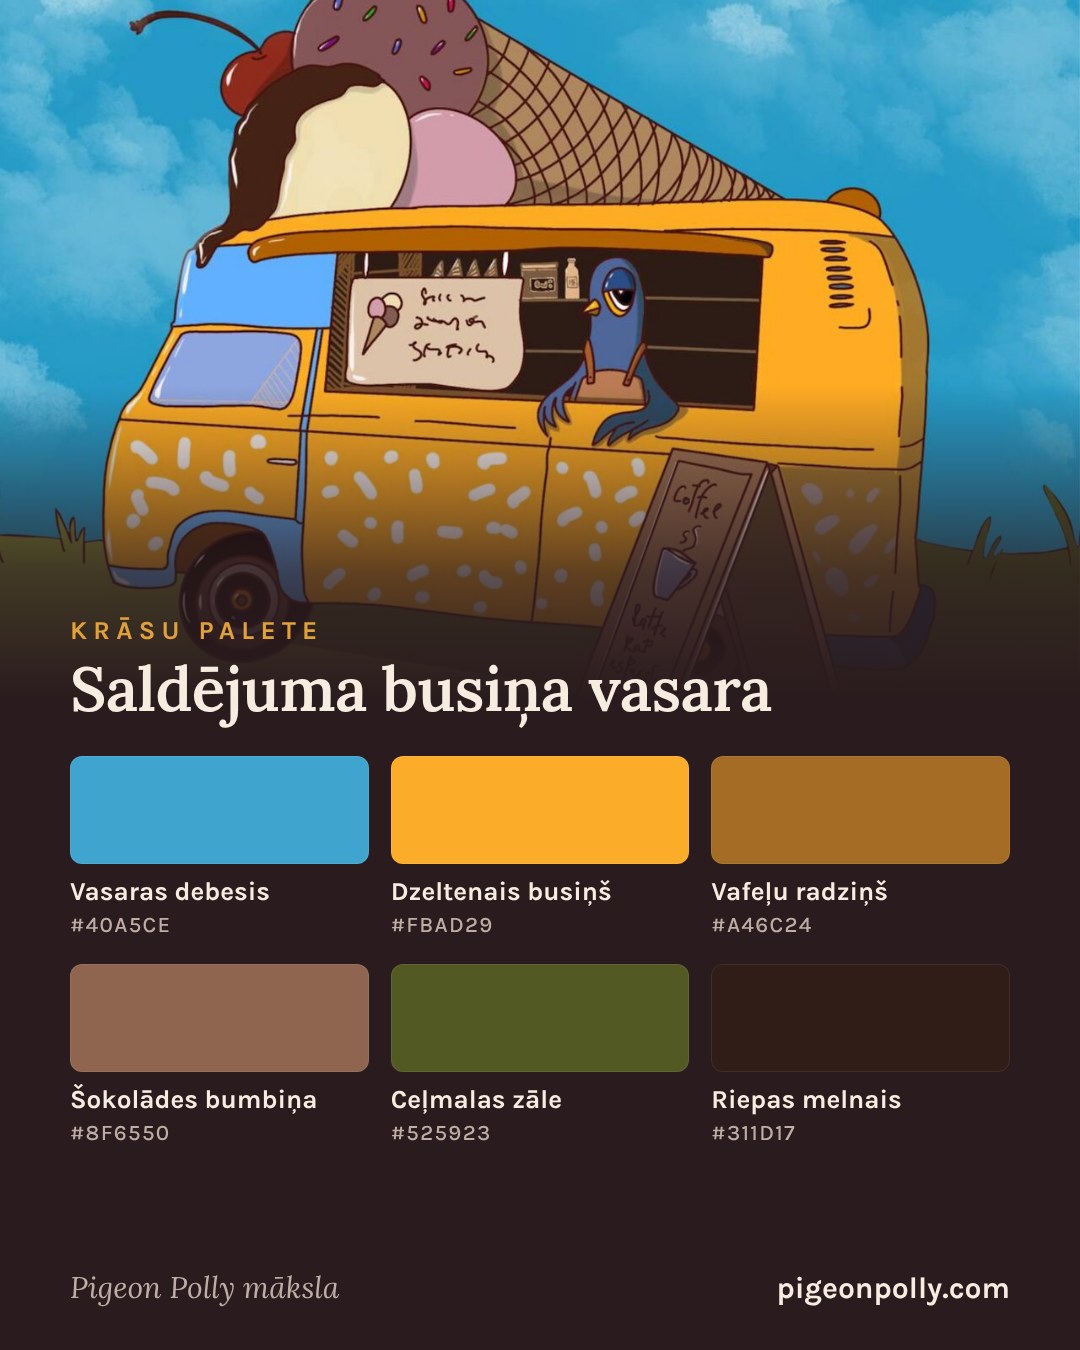 Coffee
KRĀSU PALETE
Saldējuma busiņa vasara
Vasaras debesis
#40A5CE
Dzeltenais busiņš
#FBAD29
Vafeļu radziņš
#A46C24
Šokolādes bumbiņa
#8F6550
Ceļmalas zāle
#525923
Riepas melnais
#311D17
Pigeon Polly māksla
pigeonpolly.com